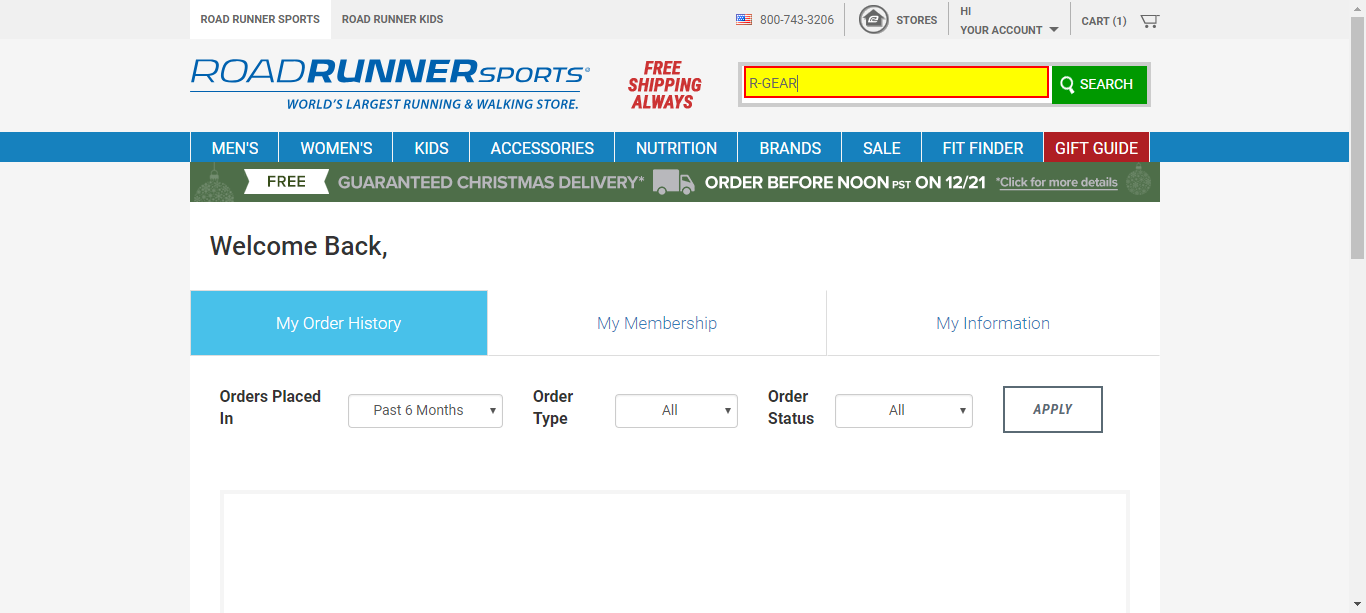 ROAD RUNNER SPORTS
ROAD RUNNER KIDS
800-743-3206
STORES
HI
YOUR ACCOUNT
CART (1)
ROADRUNNERSPORTS®
WORLD'S LARGEST RUNNING & WALKING STORE.
FREE
SHIPPING
ALWAYS
R-GEAR
SEARCH
MEN'S
WOMEN'S
KIDS
ACCESSORIES
NUTRITION
BRANDS
SALE
FIT FINDER
GIFT GUIDE
FREE GUARANTEED CHRISTMAS DELIVERY* ORDER BEFORE NOON PST ON 12/21 *Click for more details
Welcome Back,
My Order History
My Membership
My Information
Orders Placed
In
Past 6 Months
Order
Type
All
Order
Status
All
APPLY